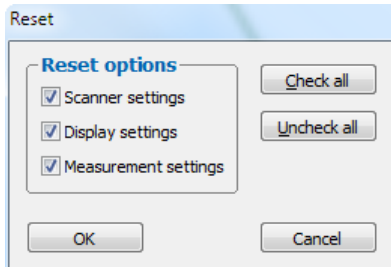 Reset
Reset options
Scanner settings
Display settings
Measurement settings
Check all
Uncheck all
OK
Cancel